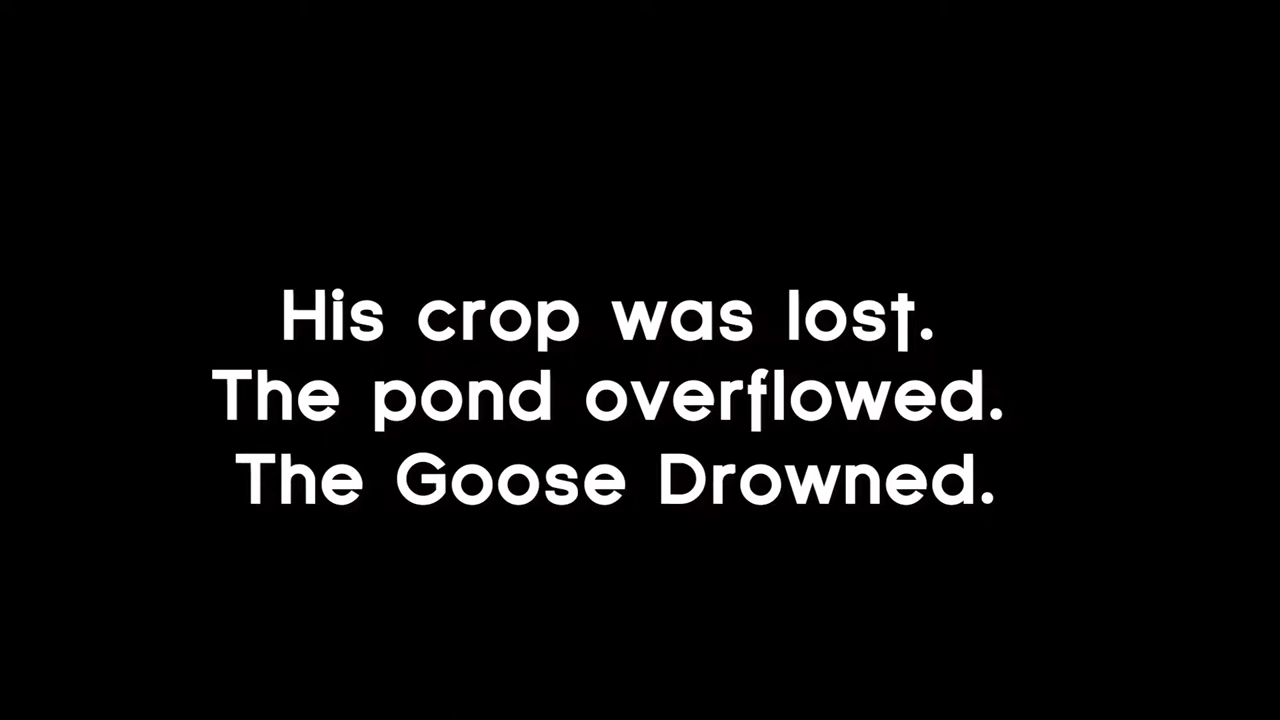 His crop was lost.
The pond overflowed.
The Goose Drowned.